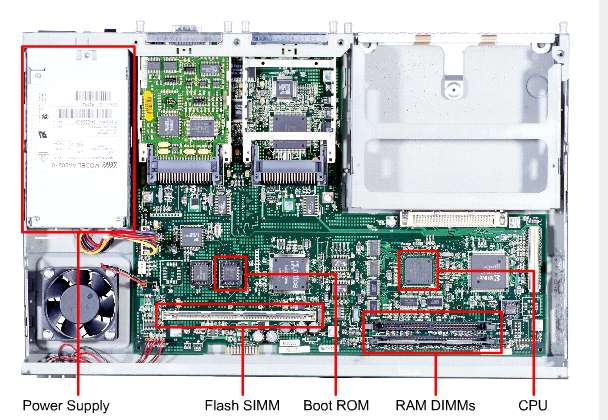 Power Supply
Flash SIMM
Boot ROM
RAM DIMMs
CPU